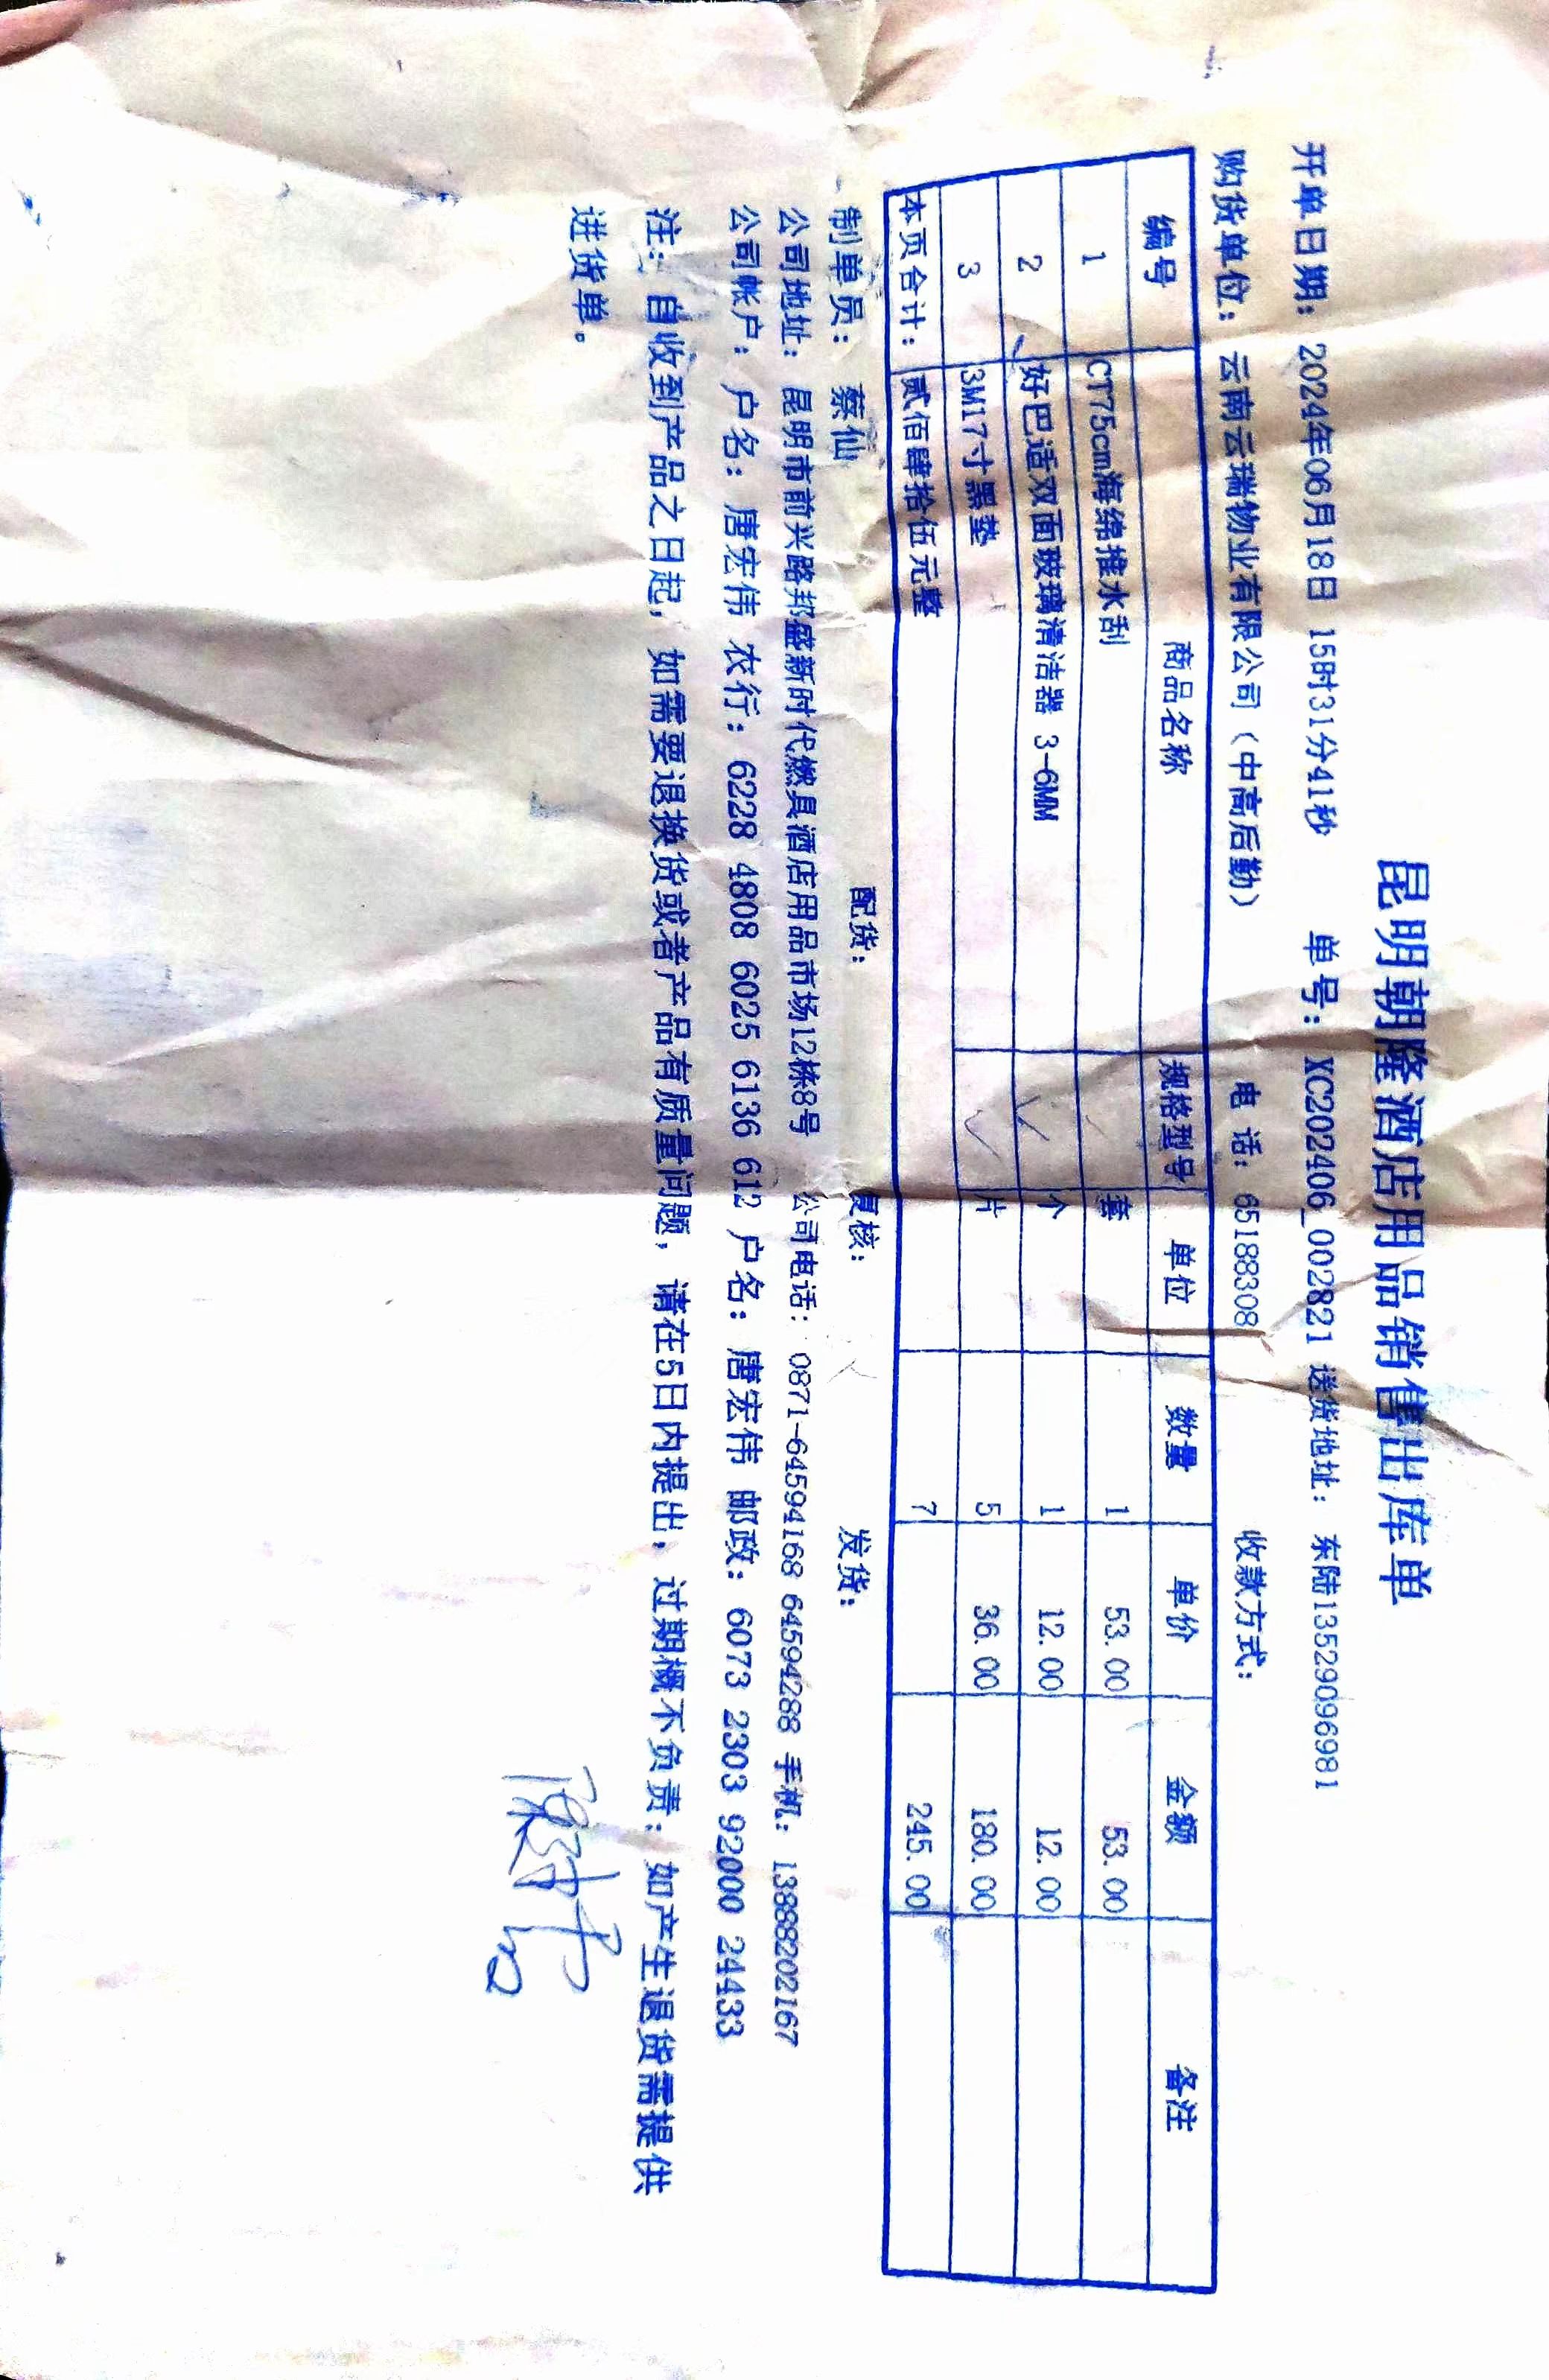 昆明朝隆酒店用品销售出库单
开单日期: 2024年06月18日 15时31分41秒 单号: XC202406_002821 送货地址: 东陆13529096981
购货单位: 云南云瑞物业有限公司（中高后勤） 电 话: 65188308 收款方式:
编号 商品名称 规格型号 单位 数量 单价 金额 备注
1 CT75cm海绵推水刮 套 1 53.00 53.00
2 好巴适双面玻璃清洁器 3-6MM 个 1 12.00 12.00
3 3M17寸黑垫 片 5 36.00 180.00
本页合计: 贰佰肆拾伍元整 7 245.00
制单员: 蔡仙 配货: 复核: 发货:
公司地址: 昆明市前兴路邦盛新时代燃具酒店用品市场12栋8号 公司电话: 0871-64594168 64594288 手机: 13888202167
公司帐户: 户名: 唐宏伟 农行: 6228 4808 6025 6136 612 户名: 唐宏伟 邮政: 6073 2303 92000 24433
注: 自收到产品之日起, 如需要退换货或者产品有质量问题, 请在5日内提出, 过期概不负责; 如产生退货需提供
进货单。